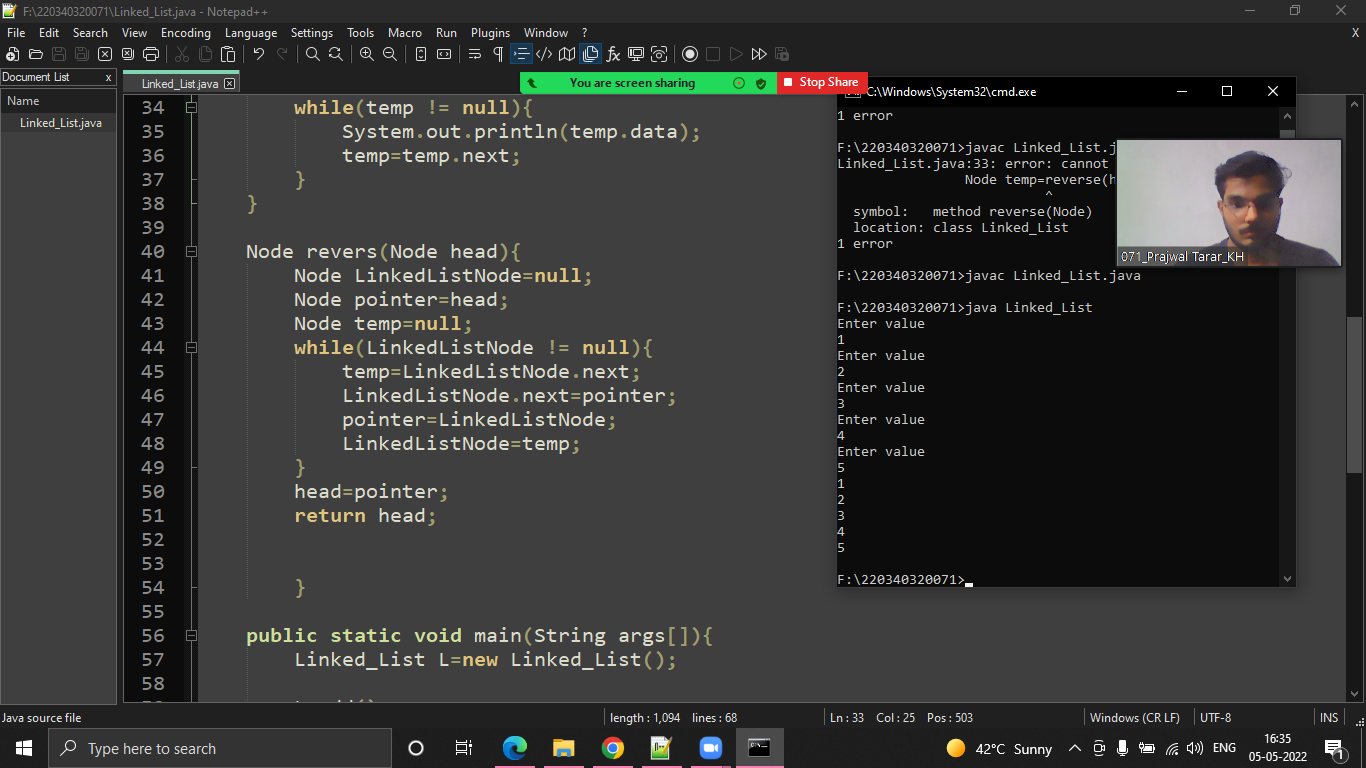 F:\220340320071\Linked_List.java - Notepad++
File Edit Search View Encoding Language Settings Tools Macro Run Plugins Window ? X
Document List x
Linked_List.java
Name
Linked_List.java
You are screen sharing Stop Share
34 while(temp != null){
35 System.out.println(temp.data);
36 temp=temp.next;
37 }
38 }
39
40 Node revers(Node head){
41 Node LinkedListNode=null;
42 Node pointer=head;
43 Node temp=null;
44 while(LinkedListNode != null){
45 temp=LinkedListNode.next;
46 LinkedListNode.next=pointer;
47 pointer=LinkedListNode;
48 LinkedListNode=temp;
49 }
50 head=pointer;
51 return head;
52
53
54 }
55
56 public static void main(String args[]){
57 Linked_List L=new Linked_List();
58
C:\Windows\System32\cmd.exe
1 error
F:\220340320071>javac Linked_List.j
Linked_List.java:33: error: cannot
Node temp=reverse(h
^
symbol: method reverse(Node)
location: class Linked_List
1 error
F:\220340320071>javac Linked_List.java
F:\220340320071>java Linked_List
Enter value
1
Enter value
2
Enter value
3
Enter value
4
Enter value
5
1
2
3
4
5
F:\220340320071>
071_Prajwal Tarar_KH
Java source file length : 1,094 lines : 68 Ln : 33 Col : 25 Pos : 503 Windows (CR LF) UTF-8 INS
Type here to search
42°C Sunny ENG
16:35
05-05-2022
1